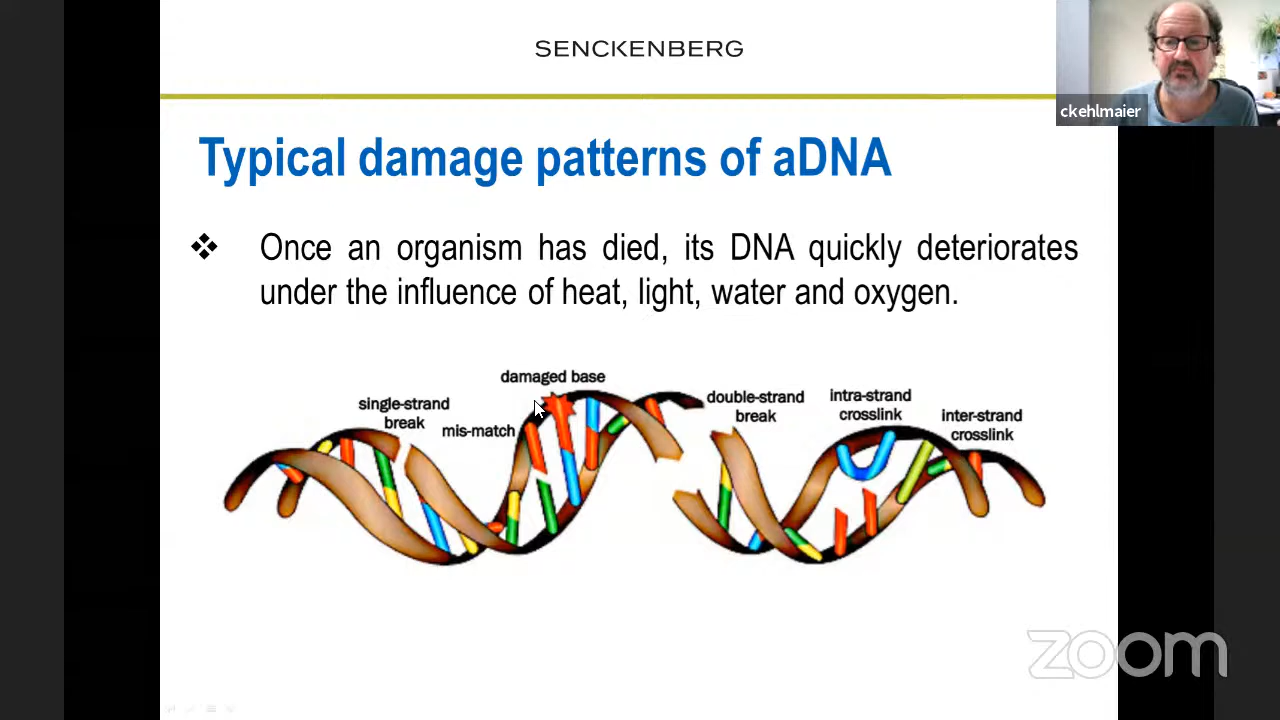 SENCKENBERG
ckehlmaier
Typical damage patterns of aDNA
Once an organism has died, its DNA quickly deteriorates
under the influence of heat, light, water and oxygen.
damaged base
single-strand
break
mis-match
double-strand
break
intra-strand
crosslink
inter-strand
crosslink
zoom